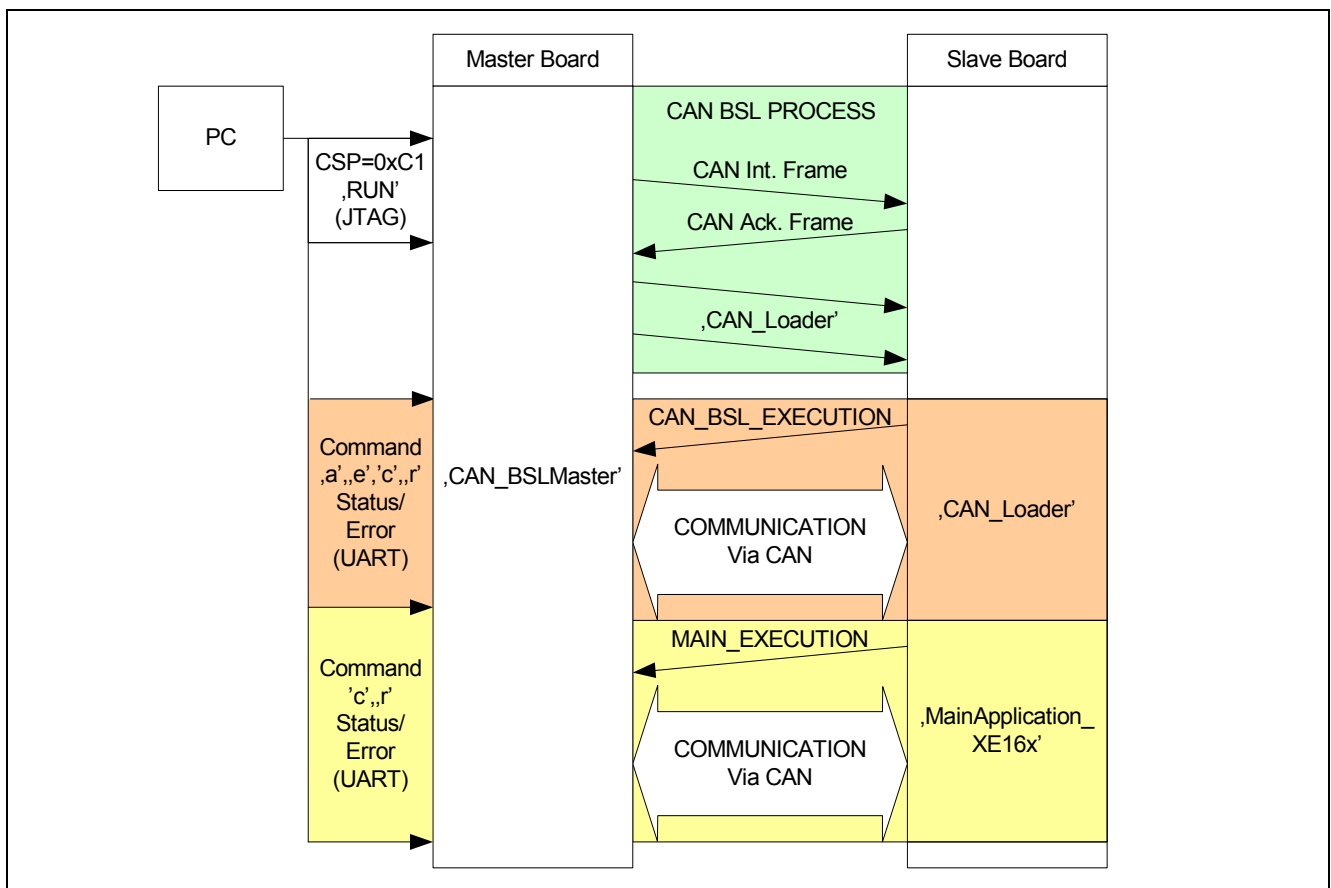 Master Board
Slave Board
PC
CSP=0xC1
‚RUN’
(JTAG)
CAN BSL PROCESS
CAN Int. Frame
CAN Ack. Frame
‚CAN_Loader’
Command
‚a’‚‚e’,’c’‚‚r’
Status/
Error
(UART)
‚CAN_BSLMaster’
CAN_BSL_EXECUTION
COMMUNICATION
Via CAN
‚CAN_Loader’
Command
’c’‚‚r’
Status/
Error
(UART)
MAIN_EXECUTION
COMMUNICATION
Via CAN
‚MainApplication_
XE16x’